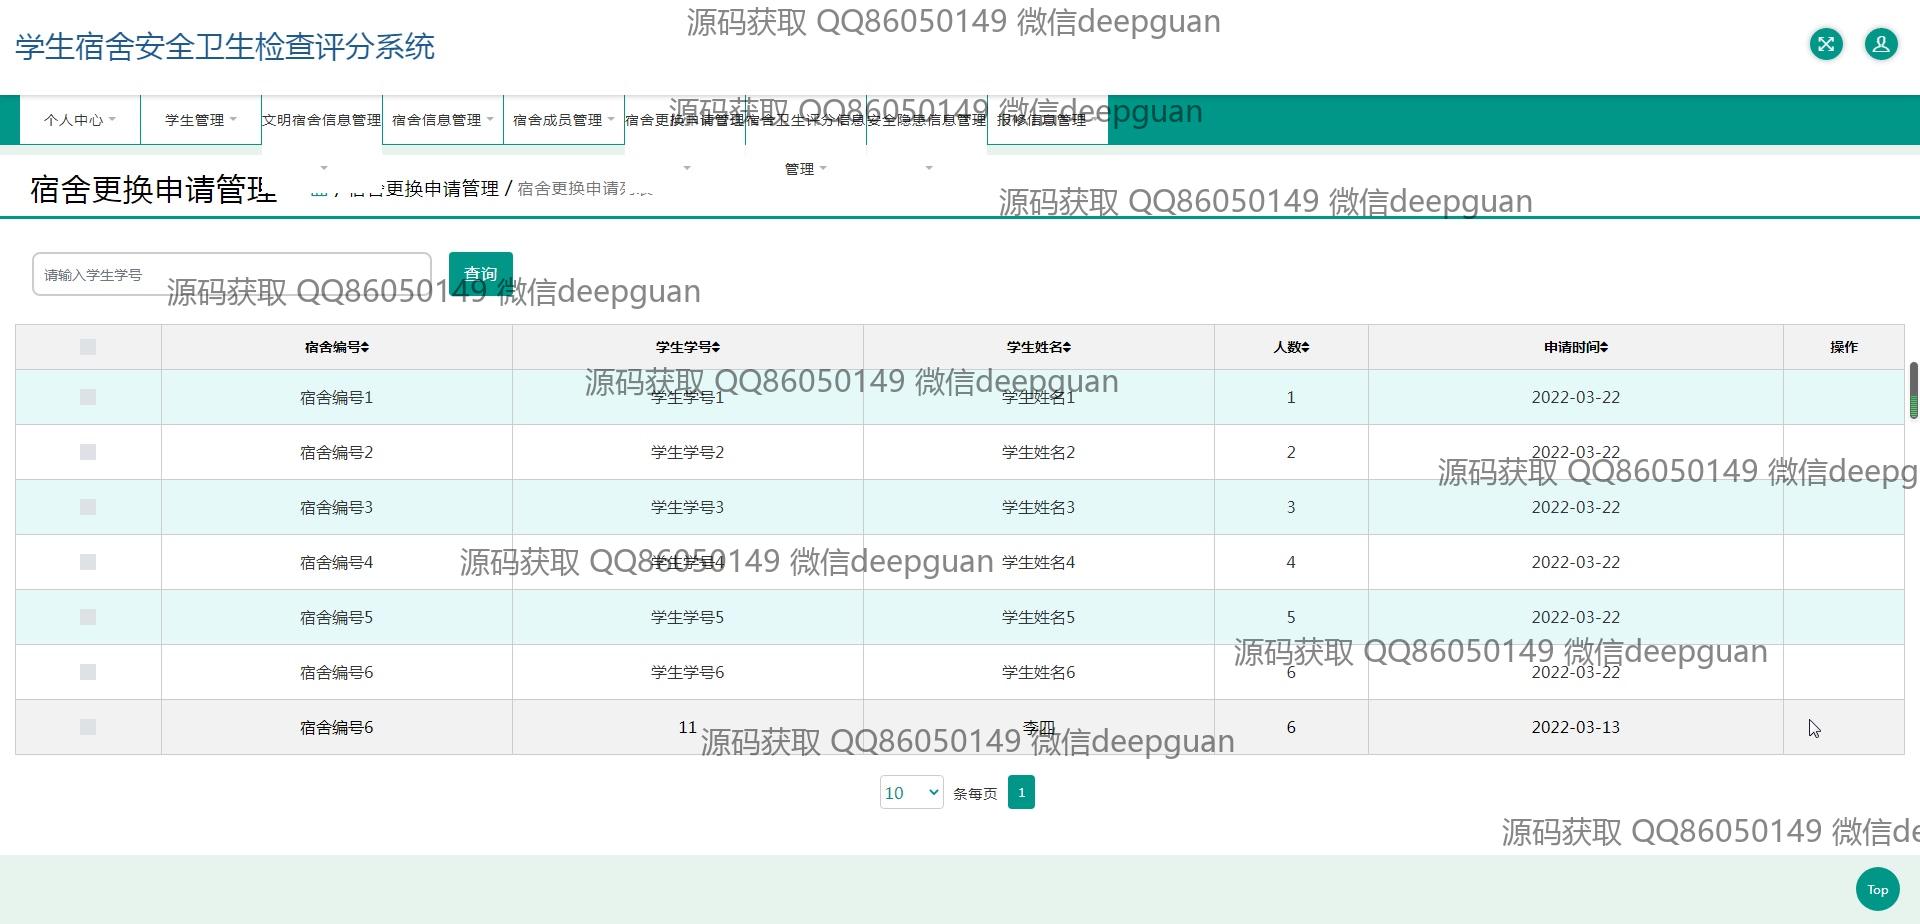 源码获取 QQ86050149 微信deepguan
学生宿舍安全卫生检查评分系统
源码获取 QQ86050149 微信deepguan
个人中心 学生管理 文明宿舍信息管理 宿舍信息管理 宿舍成员管理 宿舍更换申请管理 宿舍卫生评分信息管理 安全隐患信息管理 报修信息管理
宿舍更换申请管理 / 宿舍更换申请管理 / 宿舍更换申请列表
源码获取 QQ86050149 微信deepguan
请输入学生学号 查询
源码获取 QQ86050149 微信deepguan
宿舍编号 学生学号 学生姓名 人数 申请时间 操作
源码获取 QQ86050149 微信deepguan
宿舍编号1 学生学号1 学生姓名1 1 2022-03-22
宿舍编号2 学生学号2 学生姓名2 2 2022-03-22
源码获取 QQ86050149 微信deepg
宿舍编号3 学生学号3 学生姓名3 3 2022-03-22
源码获取 QQ86050149 微信deepguan
宿舍编号4 学生学号4 学生姓名4 4 2022-03-22
宿舍编号5 学生学号5 学生姓名5 5 2022-03-22
源码获取 QQ86050149 微信deepguan
宿舍编号6 学生学号6 学生姓名6 6 2022-03-22
宿舍编号6 11 李四 6 2022-03-13
源码获取 QQ86050149 微信deepguan
10 条每页 1
源码获取 QQ86050149 微信de
Top